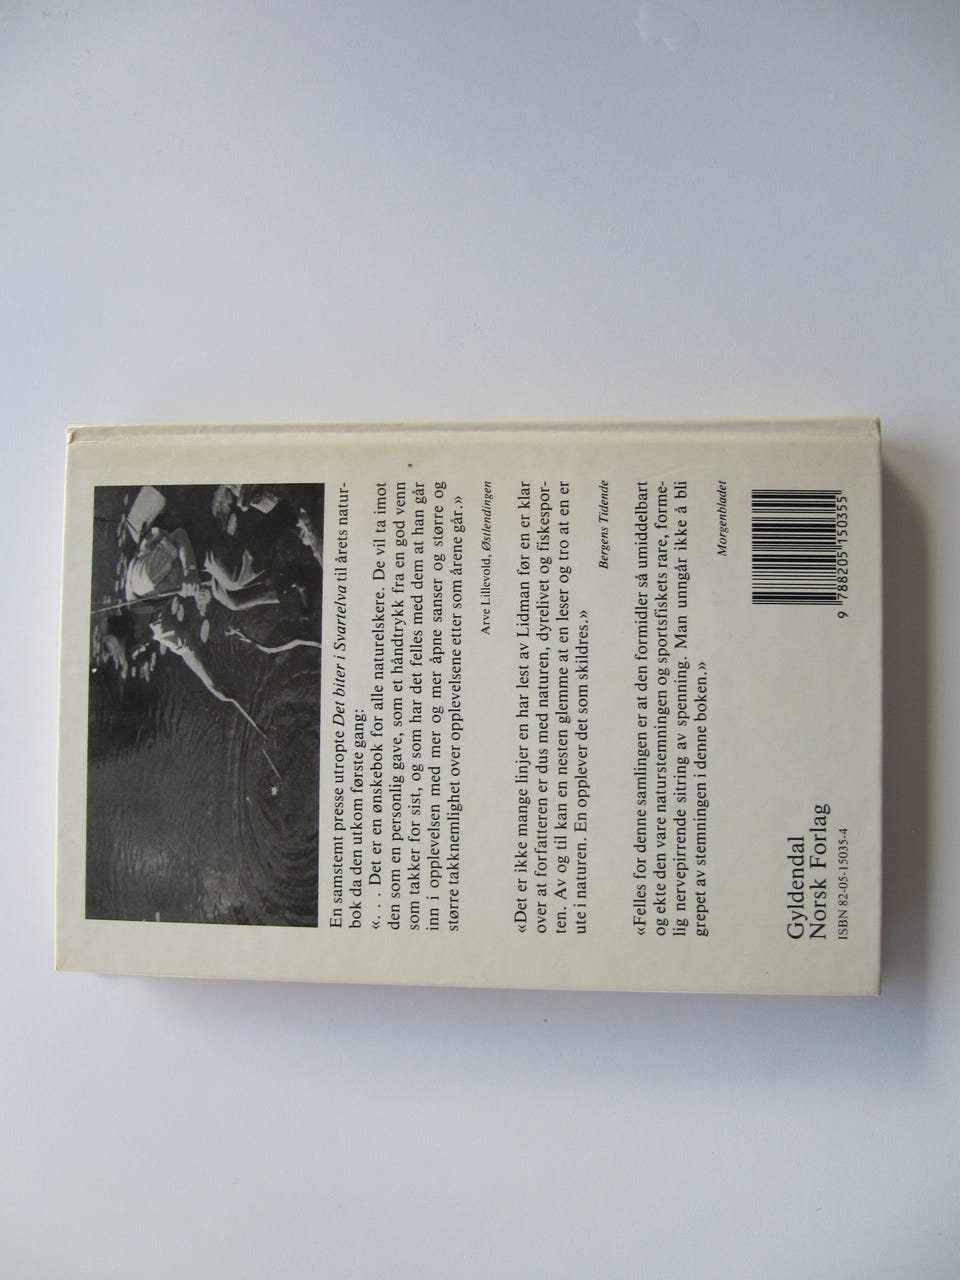 En samstemt presse utropte Det biter i Svartelva til årets natur-
bok da den utkom første gang:
«. . . Det er en ønskebok for alle naturelskere. De vil ta imot
den som en personlig gave, som et håndtrykk fra en god venn
som takker for sist, og som har det felles med dem at han går
inn i opplevelsen med mer og mer åpne sanser og større og
større takknemlighet over opplevelsene etter som årene går.»
Arve Lillevold, Østlendingen
«Det er ikke mange linjer en har lest av Lidman før en er klar
over at forfatteren er dus med naturen, dyrelivet og fiskespor-
ten. Av og til kan en nesten glemme at en leser og tro at en er
ute i naturen. En opplever det som skildres.»
Bergens Tidende
«Felles for denne samlingen er at den formidler så umiddelbart
og ekte den vare naturstemningen og sportsfiskets rare, forme-
lig nervepirrende sitring av spenning. Man unngår ikke å bli
grepet av stemningen i denne boken.»
Morgenbladet
Gyldendal
Norsk Forlag
ISBN 82-05-15035-4
9 788205 150355